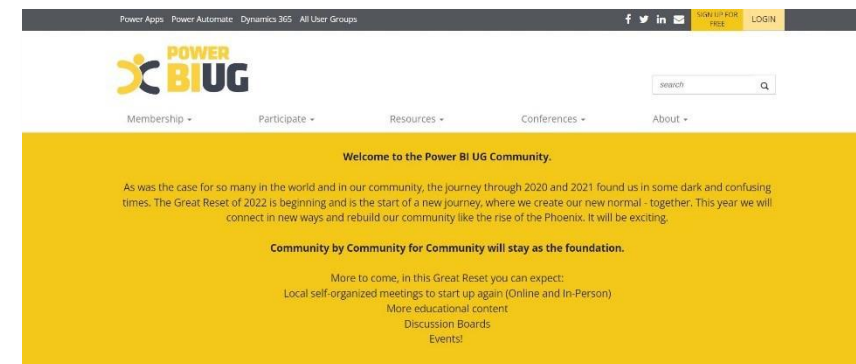 Power Apps Power Automate Dynamics 365 All User Groups
SIGN UP FOR
FREE
LOGIN
POWER
BIUG
search
Membership
Participate
Resources
Conferences
About
Welcome to the Power BI UG Community.
As was the case for so many in the world and in our community, the journey through 2020 and 2021 found us in some dark and confusing
times. The Great Reset of 2022 is beginning and is the start of a new journey, where we create our new normal - together. This year we will
connect in new ways and rebuild our community like the rise of the Phoenix. It will be exciting.
Community by Community for Community will stay as the foundation.
More to come, in this Great Reset you can expect:
Local self-organized meetings to start up again (Online and In-Person)
More educational content
Discussion Boards
Events!